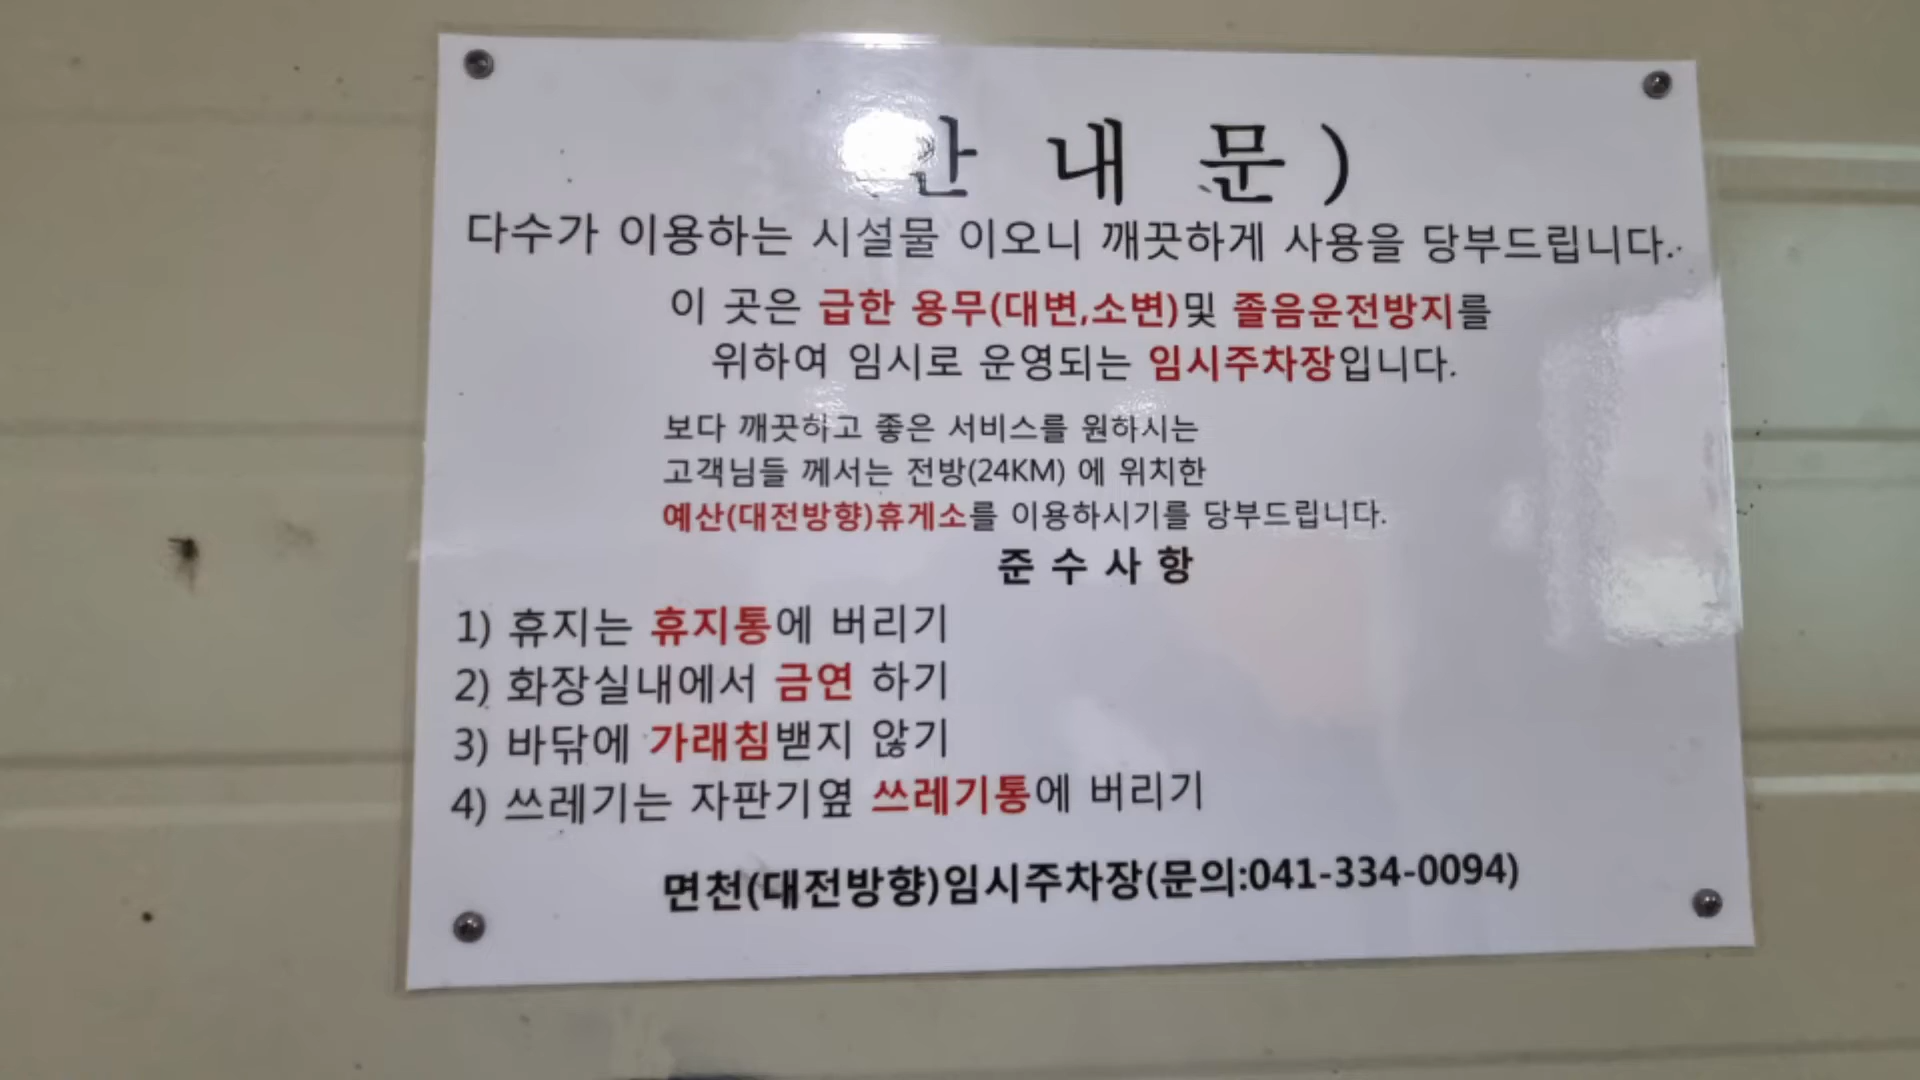 안 내 문 )
다수가 이용하는 시설물 이오니 깨끗하게 사용을 당부드립니다..
이 곳은 급한 용무(대변,소변)및 졸음운전방지를
위하여 임시로 운영되는 임시주차장입니다.
보다 깨끗하고 좋은 서비스를 원하시는
고객님들 께서는 전방(24KM) 에 위치한
예산(대전방향)휴게소를 이용하시기를 당부드립니다.
준 수 사 항
1) 휴지는 휴지통에 버리기
2) 화장실내에서 금연 하기
3) 바닦에 가래침밷지 않기
4) 쓰레기는 자판기옆 쓰레기통에 버리기
면천(대전방향)임시주차장(문의:041-334-0094)